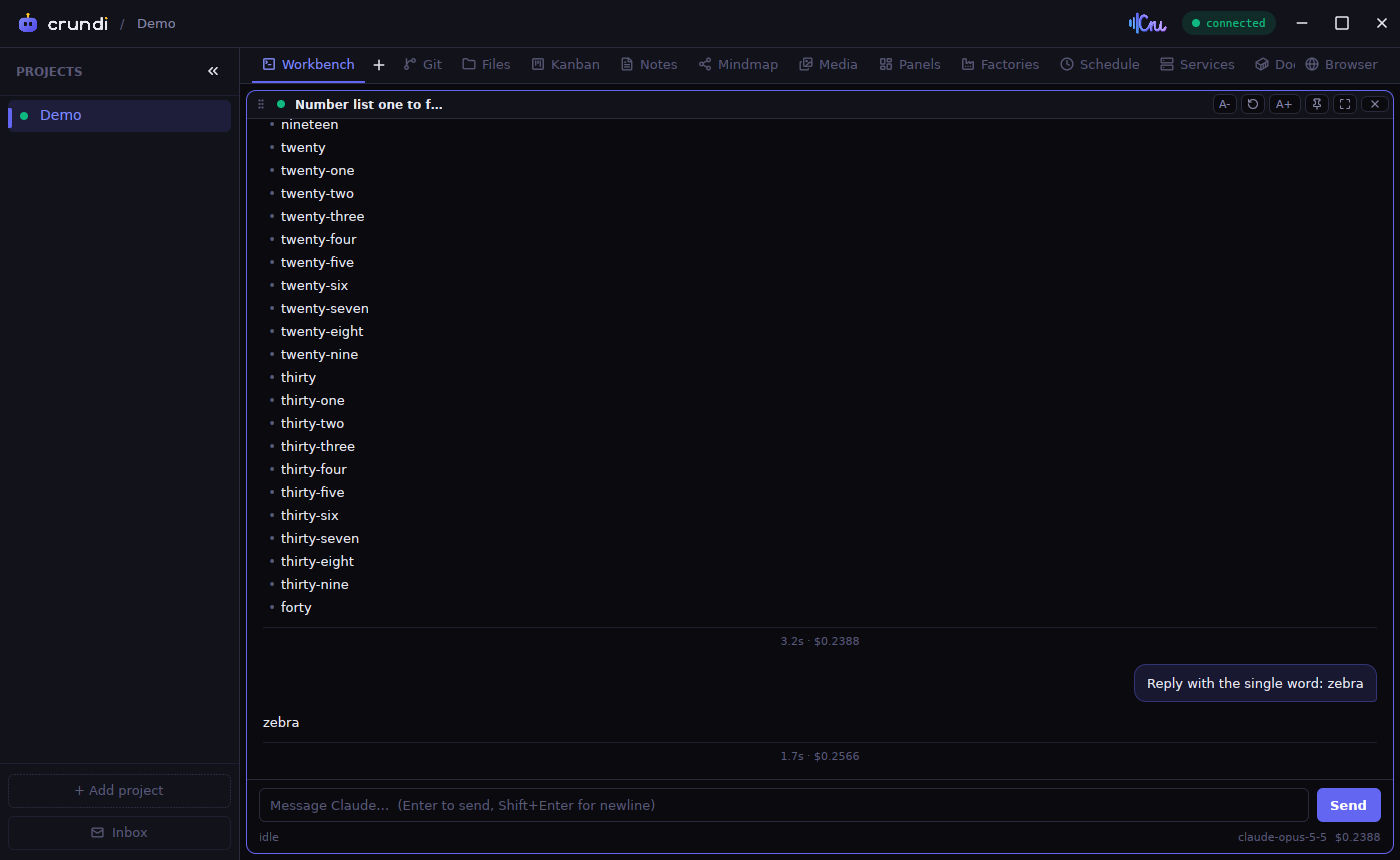 crundi / Demo
Cru
connected
PROJECTS
Demo
+ Add project
Inbox
Workbench + Git Files Kanban Notes Mindmap Media Panels Factories Schedule Services Do Browser
Number list one to f...
A- A+
• nineteen
• twenty
• twenty-one
• twenty-two
• twenty-three
• twenty-four
• twenty-five
• twenty-six
• twenty-seven
• twenty-eight
• twenty-nine
• thirty
• thirty-one
• thirty-two
• thirty-three
• thirty-four
• thirty-five
• thirty-six
• thirty-seven
• thirty-eight
• thirty-nine
• forty
3.2s · $0.2388
Reply with the single word: zebra
zebra
1.7s · $0.2566
Message Claude... (Enter to send, Shift+Enter for newline)
Send
idle
claude-opus-5-5 $0.2388